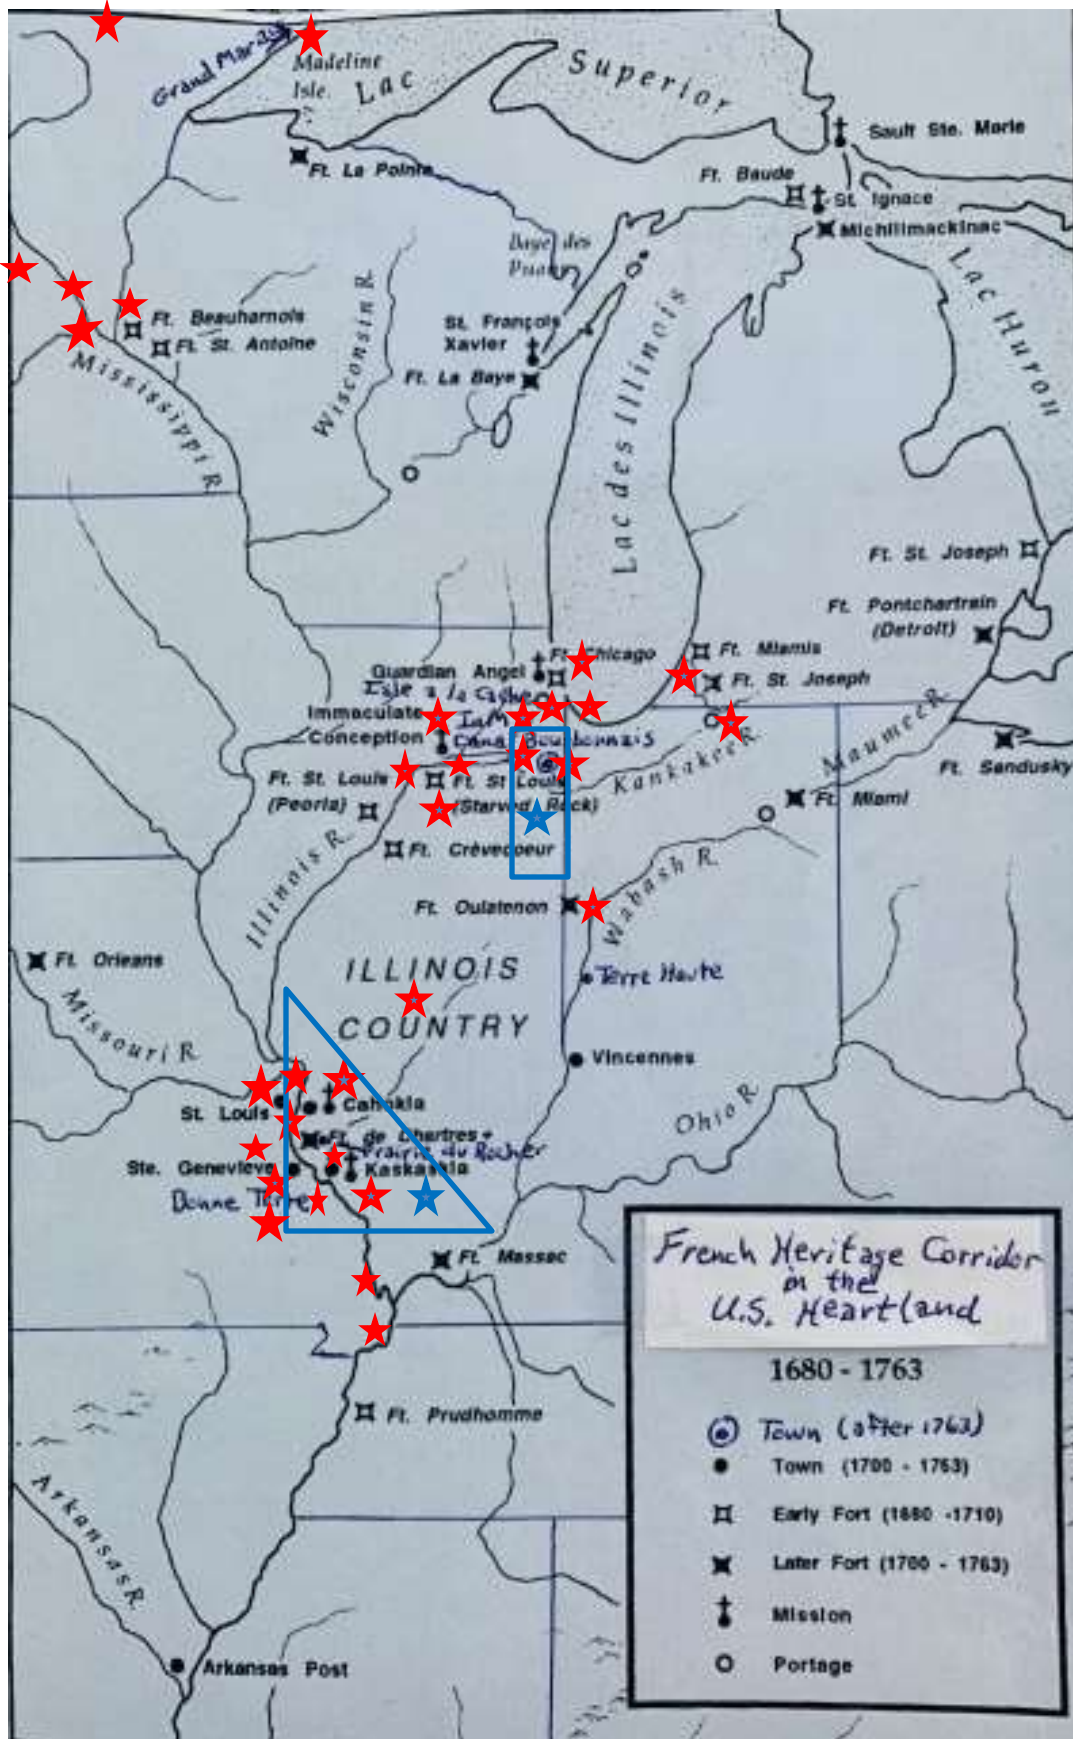 Grand Marais
Madeline
Isle.
Lac
Superior
Sault Ste. Marie
Ft. La Pointe
Ft. Baude
St. Ignace
Michilimackinac
Baye des
Lac Huron
Ft. Beauharnois
Ft. St. Antoine
Wisconsin R.
St. François
Xavier
Ft. La Baye
Lac des Illinois
Mississippi R.
Ft. St. Joseph
Ft. Pontchartrain
(Detroit)
Ft. Chicago
Ft. Miamis
Guardian Angel
Ft. St. Joseph
Isle a la Cache
Immaculate
I&M
Conception
Canal
Bourbonnais
Kankakee R.
Maumee R.
Ft. Sandusky
Ft. St. Louis
(Peoria)
Ft. St Louis
(Starved Rock)
Ft. Miami
Illinois R.
Ft. Crèvecoeur
Wabash R.
Ft. Ouiatenon
Ft. Orleans
ILLINOIS
COUNTRY
Terre Haute
Missouri R.
Vincennes
Ohio R.
St. Louis
Cahokia
Ft. de Chartres
Prairie du Rocher
Ste. Genevieve
Kaskaskia
Bonne Terre
Ft. Massac
French Heritage Corridor
in the
U.S. Heartland
1680 - 1763
Town (after 1763)
Town (1700 - 1763)
Early Fort (1680 -1710)
Later Fort (1700 - 1763)
Mission
Portage
Ft. Prudhomme
Arkansas R.
Arkansas Post